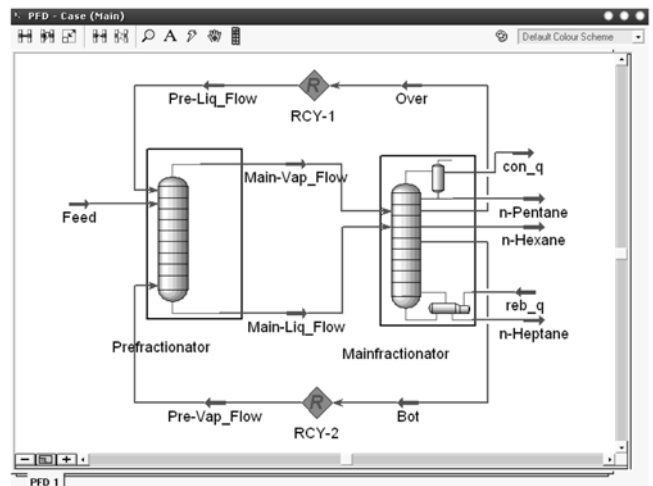 PFD - Case (Main)
A
Default Colour Scheme
Pre-Liq_Flow
R
Over
RCY-1
Main-Vap_Flow
con_q
Feed
n-Pentane
n-Hexane
reb_q
Main-Liq_Flow
n-Heptane
Prefractionator
Mainfractionator
Pre-Vap_Flow
R
Bot
RCY-2
PFD 1